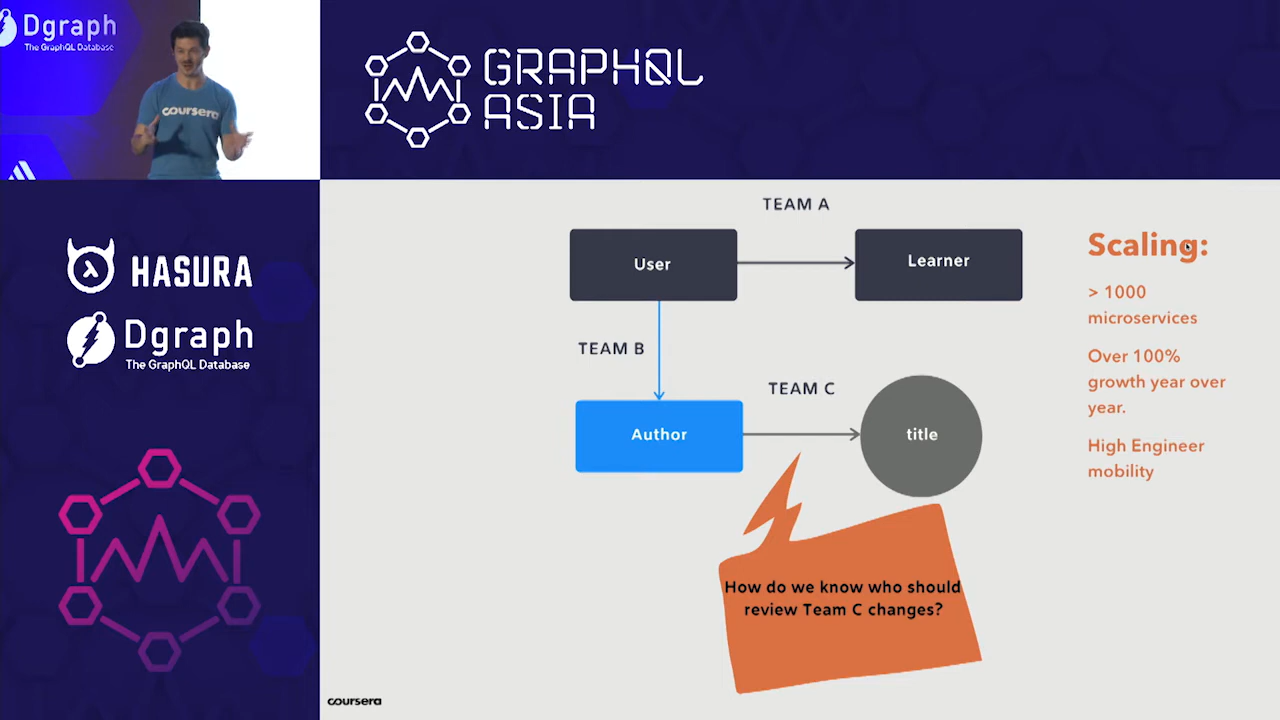 Dgraph
The GraphQL Database
coursera
GRAPHQL
ASIA
HASURA
Dgraph
The GraphQL Database
TEAM A
User
Learner
TEAM B
TEAM C
Author
title
How do we know who should
review Team C changes?
Scaling:
> 1000
microservices
Over 100%
growth year over
year.
High Engineer
mobility
coursera